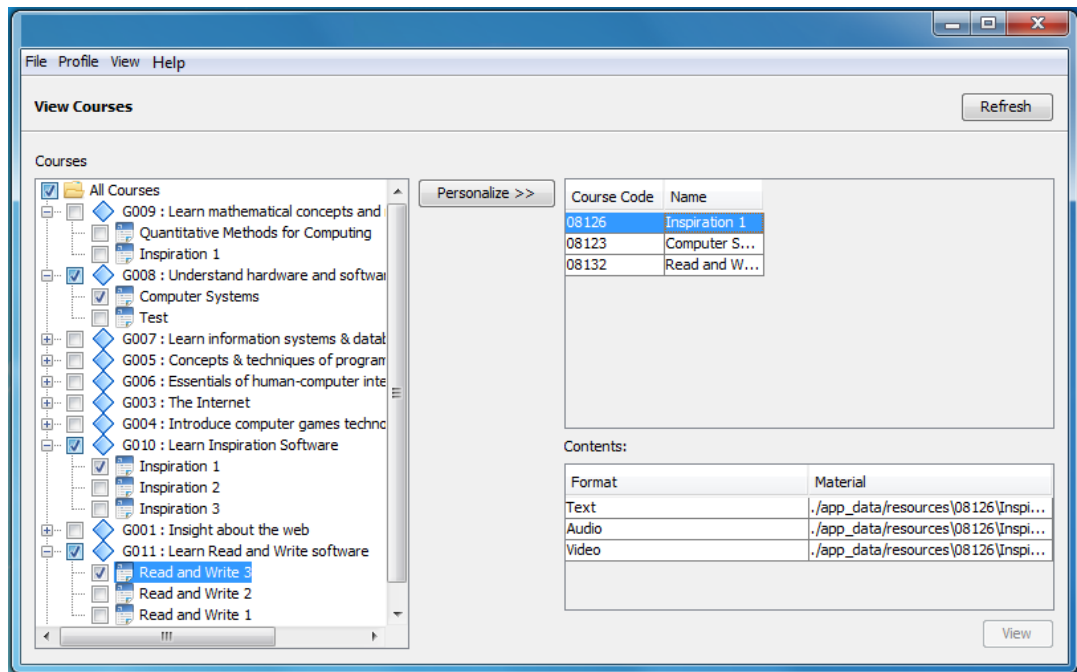 File Profile View Help
View Courses
Refresh
Courses
All Courses
G009 : Learn mathematical concepts and
Quantitative Methods for Computing
Inspiration 1
G008 : Understand hardware and softwar
Computer Systems
Test
G007 : Learn information systems & datab
G005 : Concepts & techniques of program
G006 : Essentials of human-computer inte
G003 : The Internet
G004 : Introduce computer games techno
G010 : Learn Inspiration Software
Inspiration 1
Inspiration 2
Inspiration 3
G001 : Insight about the web
G011 : Learn Read and Write software
Read and Write 3
Read and Write 2
Read and Write 1
Personalize >>
Course Code Name
08126 Inspiration 1
08123 Computer S...
08132 Read and W...
Contents:
Format Material
Text ./app_data/resources\08126\Inspi...
Audio ./app_data/resources\08126\Inspi...
Video ./app_data/resources\08126\Inspi...
View